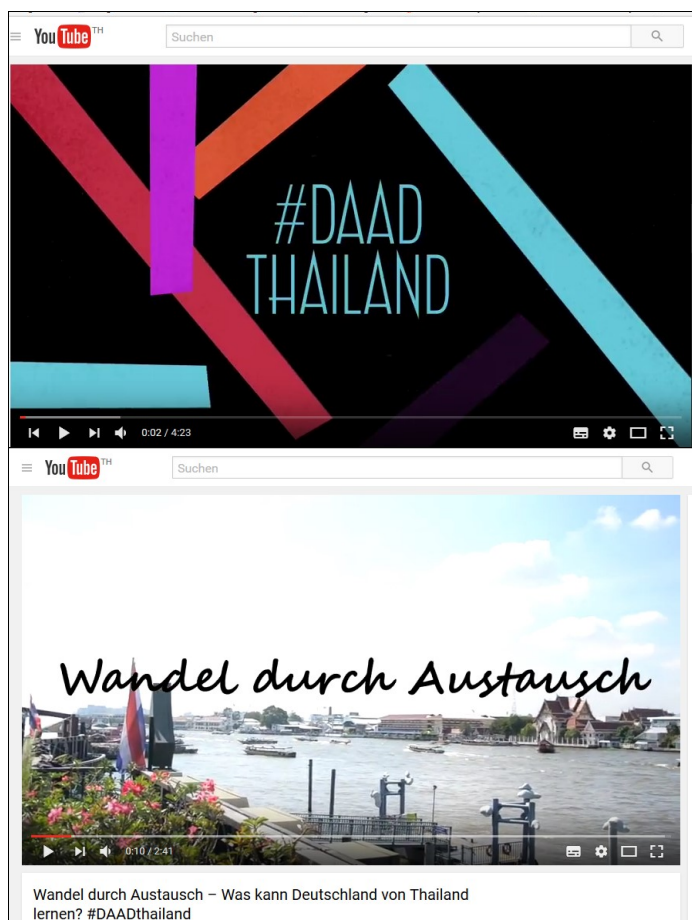 YouTube TH
Suchen
#DAAD
THAILAND
0:02 / 4:23
YouTube TH
Suchen
Wandel durch Austausch
0:10 / 2:41
Wandel durch Austausch – Was kann Deutschland von Thailand
lernen? #DAADthailand